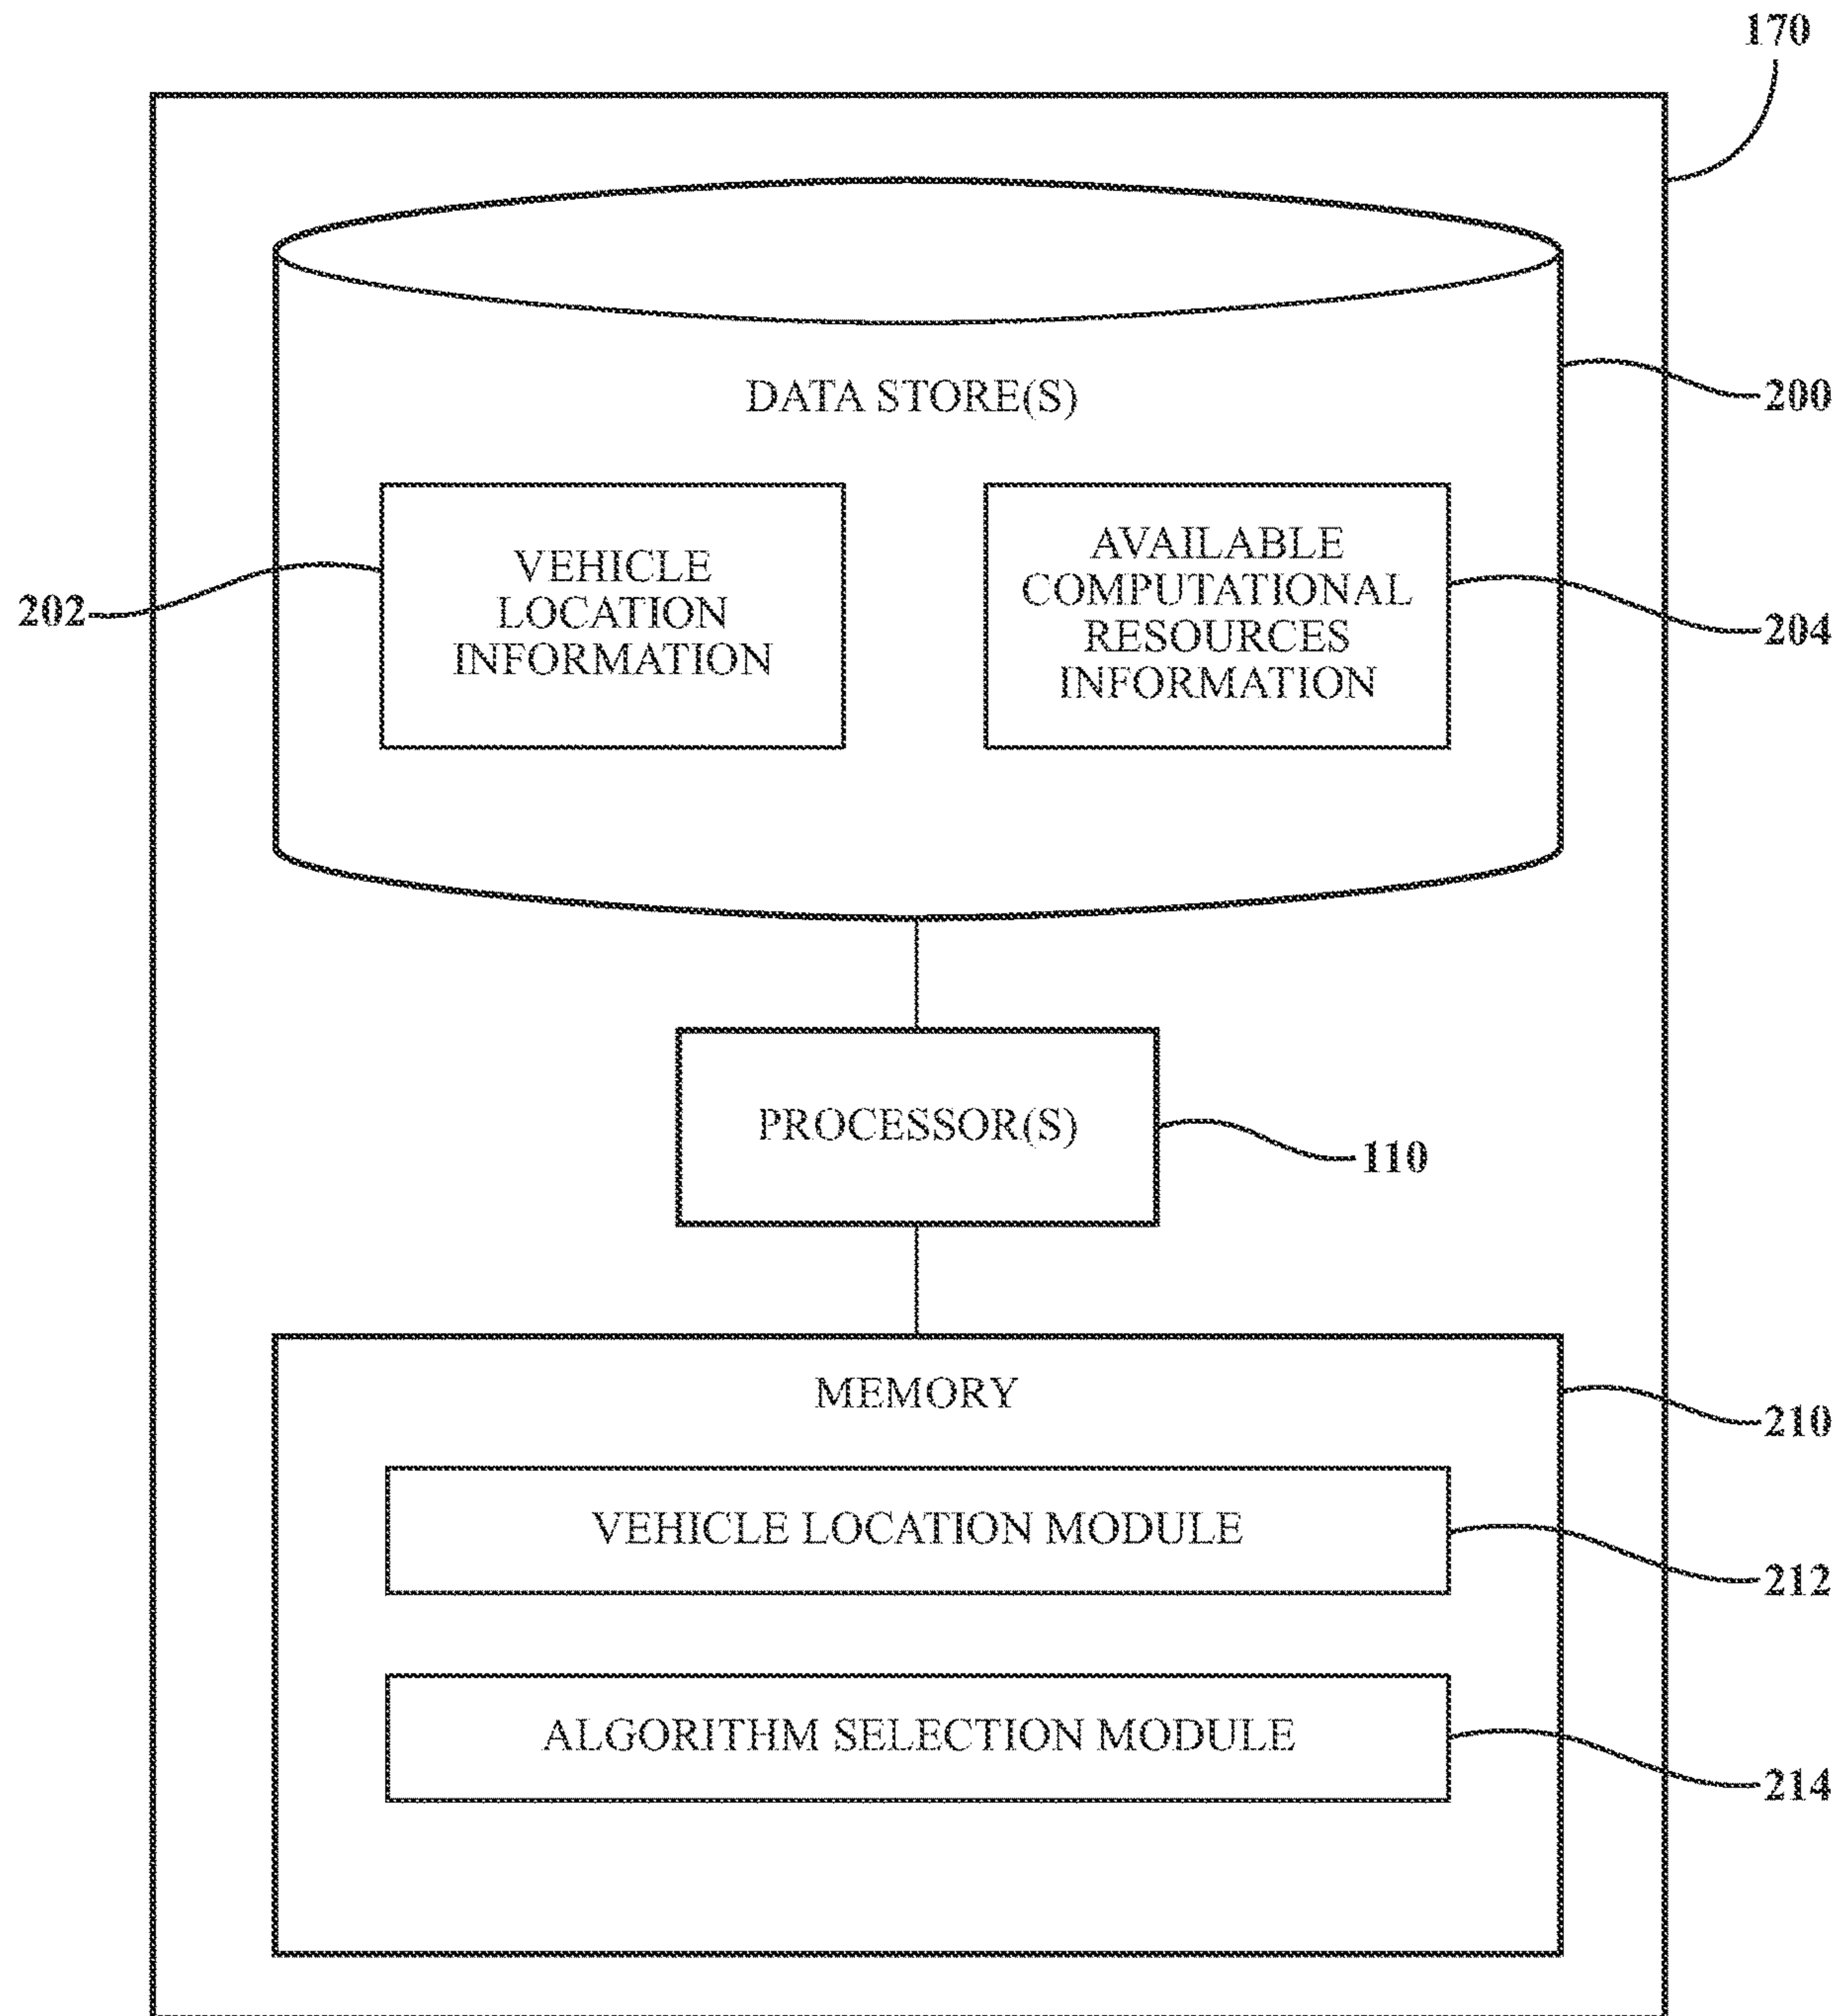 170
DATA STORE(S)
200
VEHICLE
LOCATION
INFORMATION
202
AVAILABLE
COMPUTATIONAL
RESOURCES
INFORMATION
204
PROCESSOR(S)
110
MEMORY
210
VEHICLE LOCATION MODULE
212
ALGORITHM SELECTION MODULE
214